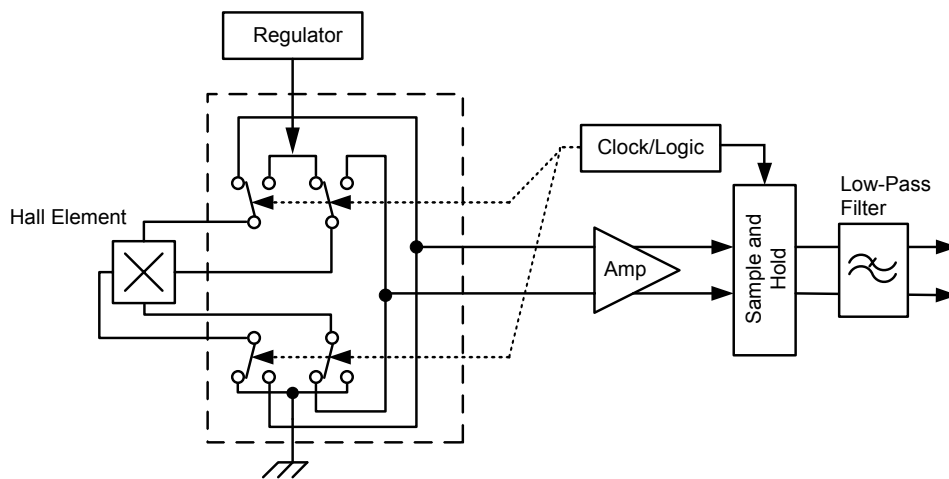 Regulator
Clock/Logic
Low-Pass
Filter
Hall Element
Amp
Sample and
Hold